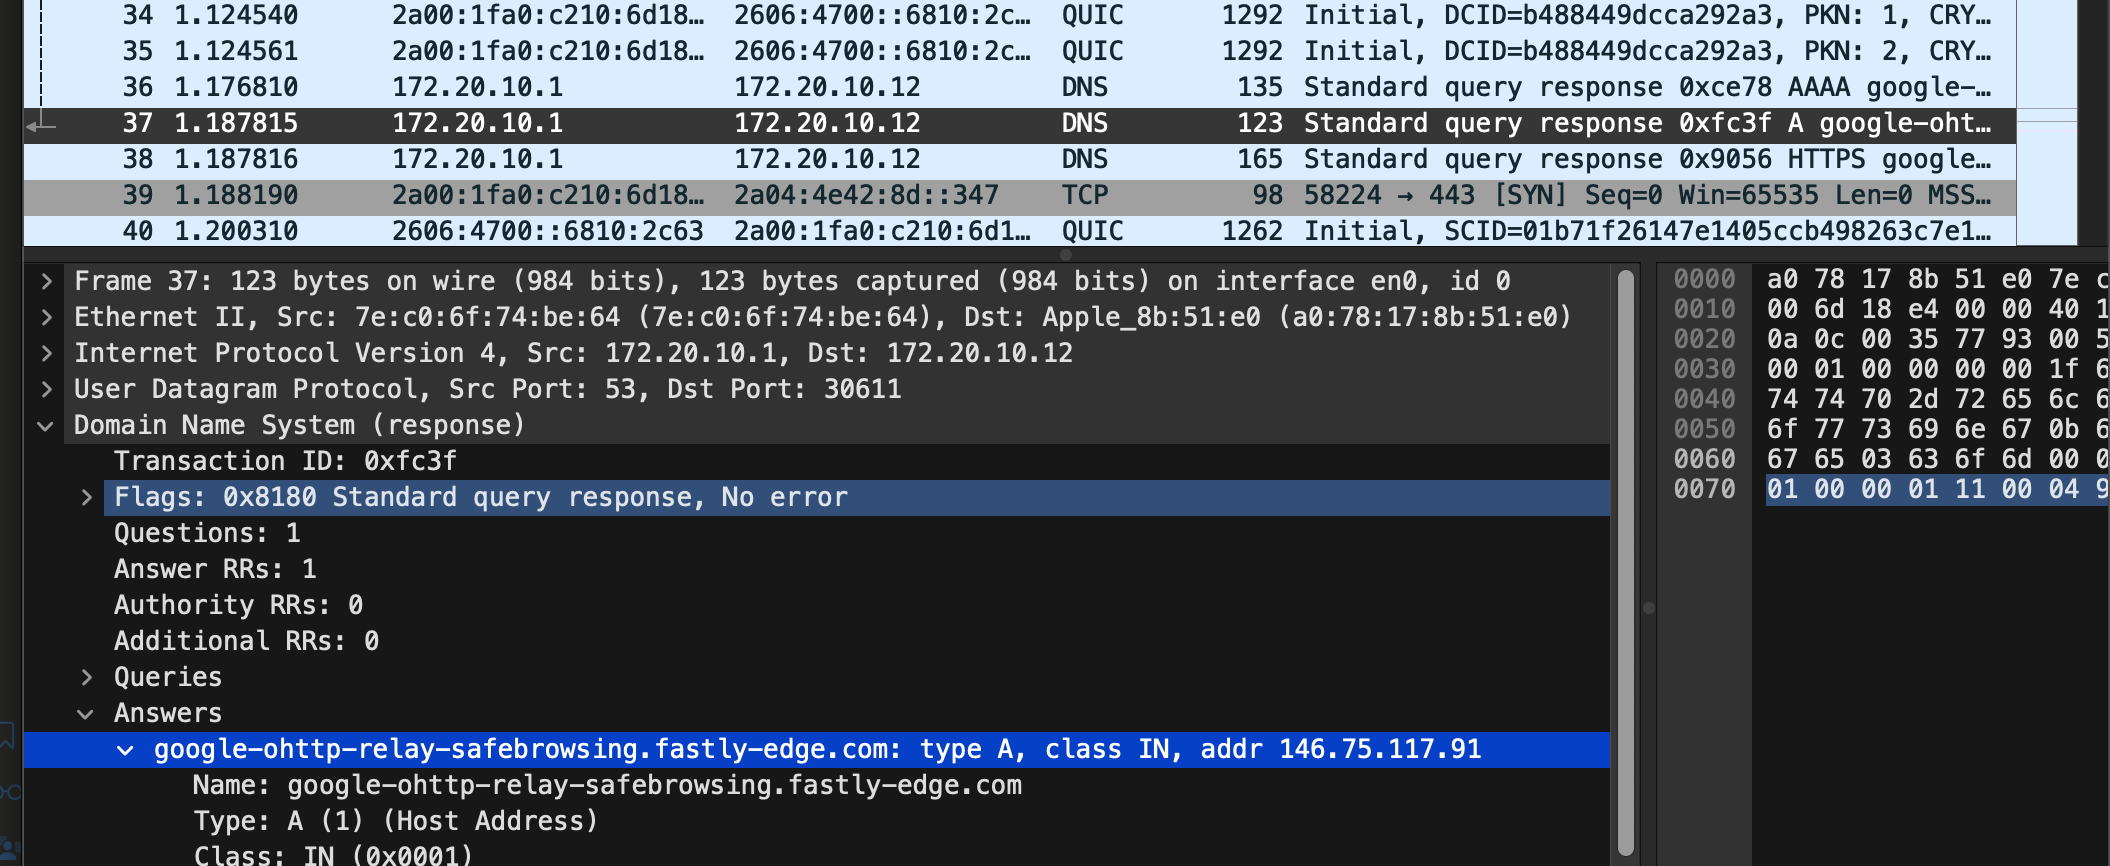 34 1.124540 2a00:1fa0:c210:6d18… 2606:4700::6810:2c… QUIC 1292 Initial, DCID=b488449dcca292a3, PKN: 1, CRY…
35 1.124561 2a00:1fa0:c210:6d18… 2606:4700::6810:2c… QUIC 1292 Initial, DCID=b488449dcca292a3, PKN: 2, CRY…
36 1.176810 172.20.10.1 172.20.10.12 DNS 135 Standard query response 0xce78 AAAA google-…
37 1.187815 172.20.10.1 172.20.10.12 DNS 123 Standard query response 0xfc3f A google-oht…
38 1.187816 172.20.10.1 172.20.10.12 DNS 165 Standard query response 0x9056 HTTPS google…
39 1.188190 2a00:1fa0:c210:6d18… 2a04:4e42:8d::347 TCP 98 58224 → 443 [SYN] Seq=0 Win=65535 Len=0 MSS…
40 1.200310 2606:4700::6810:2c63 2a00:1fa0:c210:6d1… QUIC 1262 Initial, SCID=01b71f26147e1405ccb498263c7e1…
Frame 37: 123 bytes on wire (984 bits), 123 bytes captured (984 bits) on interface en0, id 0
Ethernet II, Src: 7e:c0:6f:74:be:64 (7e:c0:6f:74:be:64), Dst: Apple_8b:51:e0 (a0:78:17:8b:51:e0)
Internet Protocol Version 4, Src: 172.20.10.1, Dst: 172.20.10.12
User Datagram Protocol, Src Port: 53, Dst Port: 30611
Domain Name System (response)
Transaction ID: 0xfc3f
Flags: 0x8180 Standard query response, No error
Questions: 1
Answer RRs: 1
Authority RRs: 0
Additional RRs: 0
Queries
Answers
google-ohttp-relay-safebrowsing.fastly-edge.com: type A, class IN, addr 146.75.117.91
Name: google-ohttp-relay-safebrowsing.fastly-edge.com
Type: A (1) (Host Address)
Class: IN (0x0001)
0000 a0 78 17 8b 51 e0 7e c
0010 00 6d 18 e4 00 00 40 1
0020 0a 0c 00 35 77 93 00 5
0030 00 01 00 00 00 00 1f 6
0040 74 74 70 2d 72 65 6c 6
0050 6f 77 73 69 6e 67 0b 6
0060 67 65 03 63 6f 6d 00 0
0070 01 00 00 01 11 00 04 9